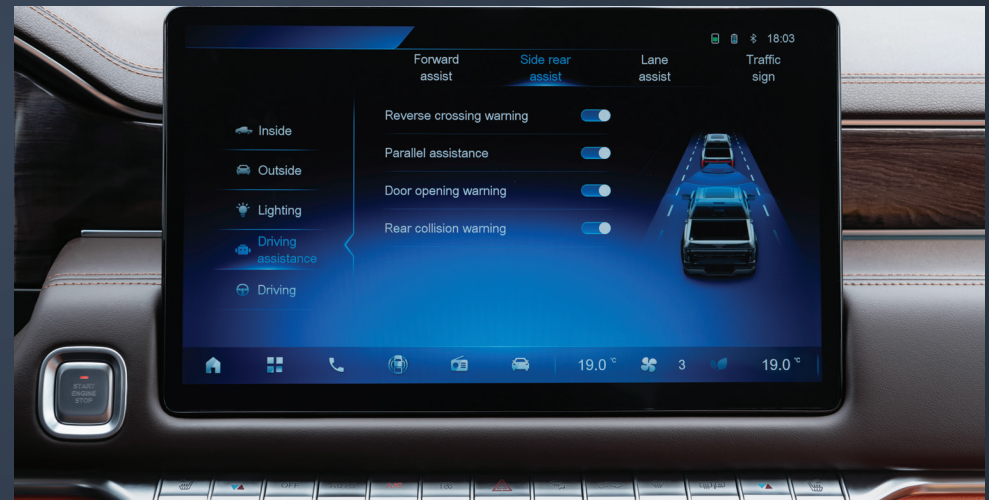 18:03
Forward
assist
Side rear
assist
Lane
assist
Traffic
sign
Inside
Outside
Lighting
Driving
assistance
Driving
Reverse crossing warning
Parallel assistance
Door opening warning
Rear collision warning
19.0 °C
3
19.0 °C
START
ENGINE
STOP
OFF